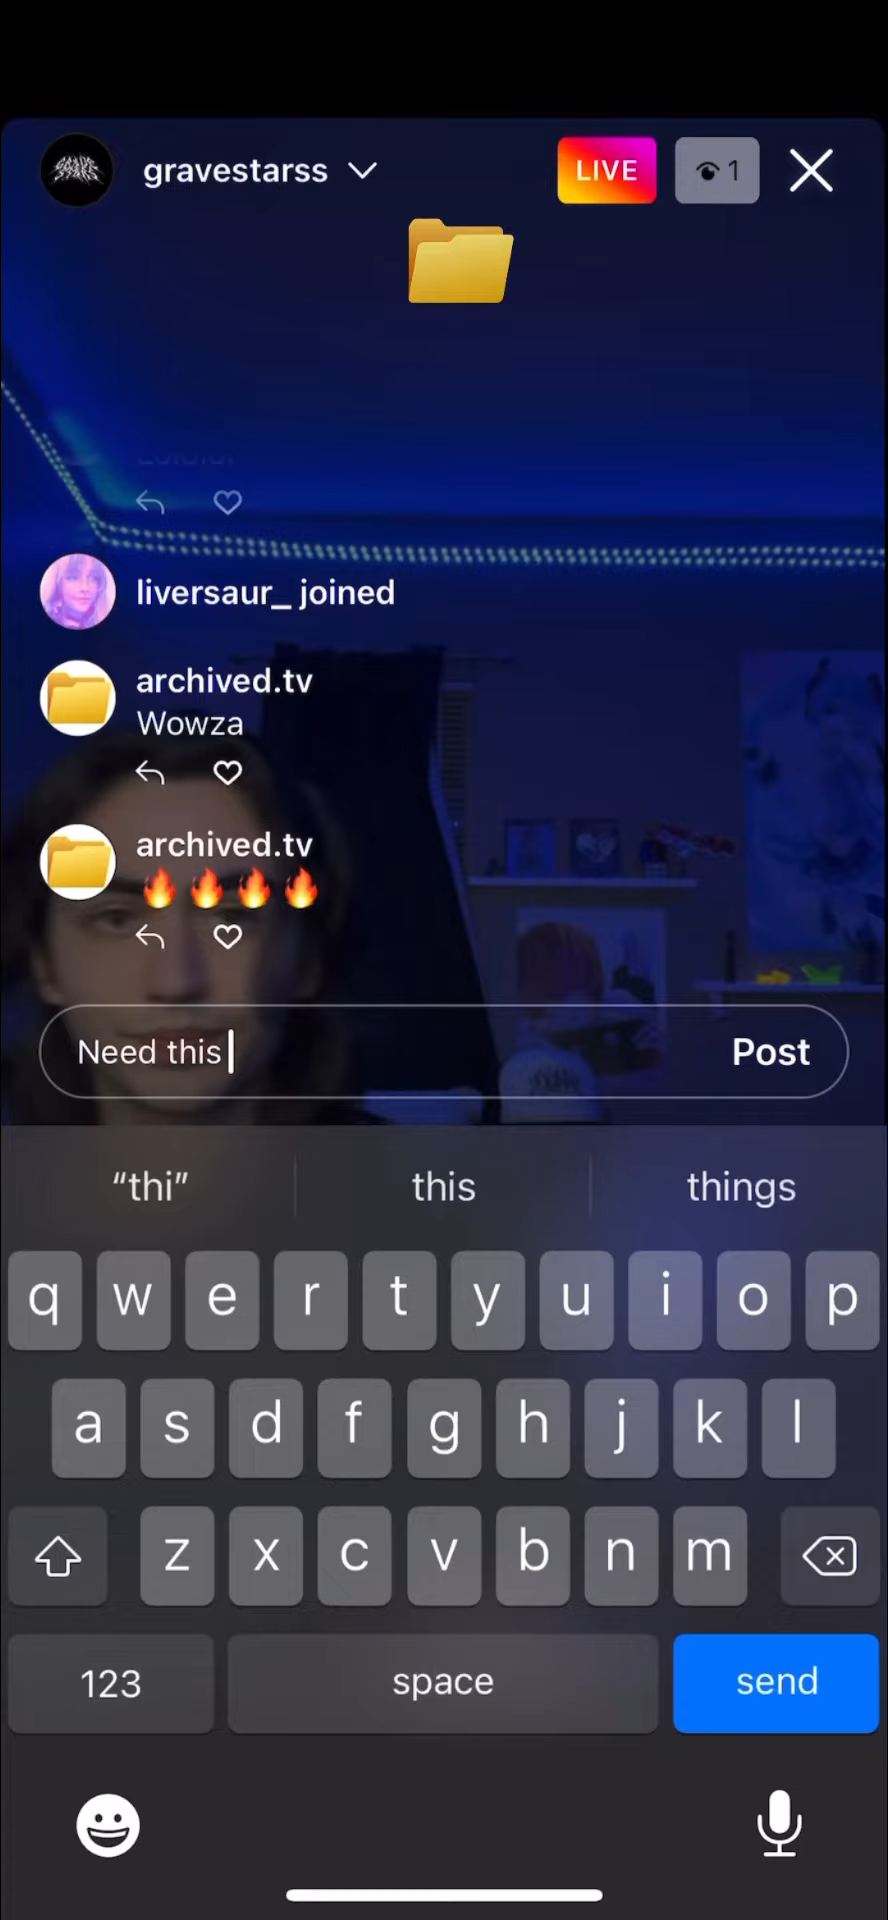 gravestarss
LIVE
1
liversaur_ joined
archived.tv
Wowza
archived.tv
Need this
Post
“thi”
this
things
q w e r t y u i o p
a s d f g h j k l
z x c v b n m
123
space
send